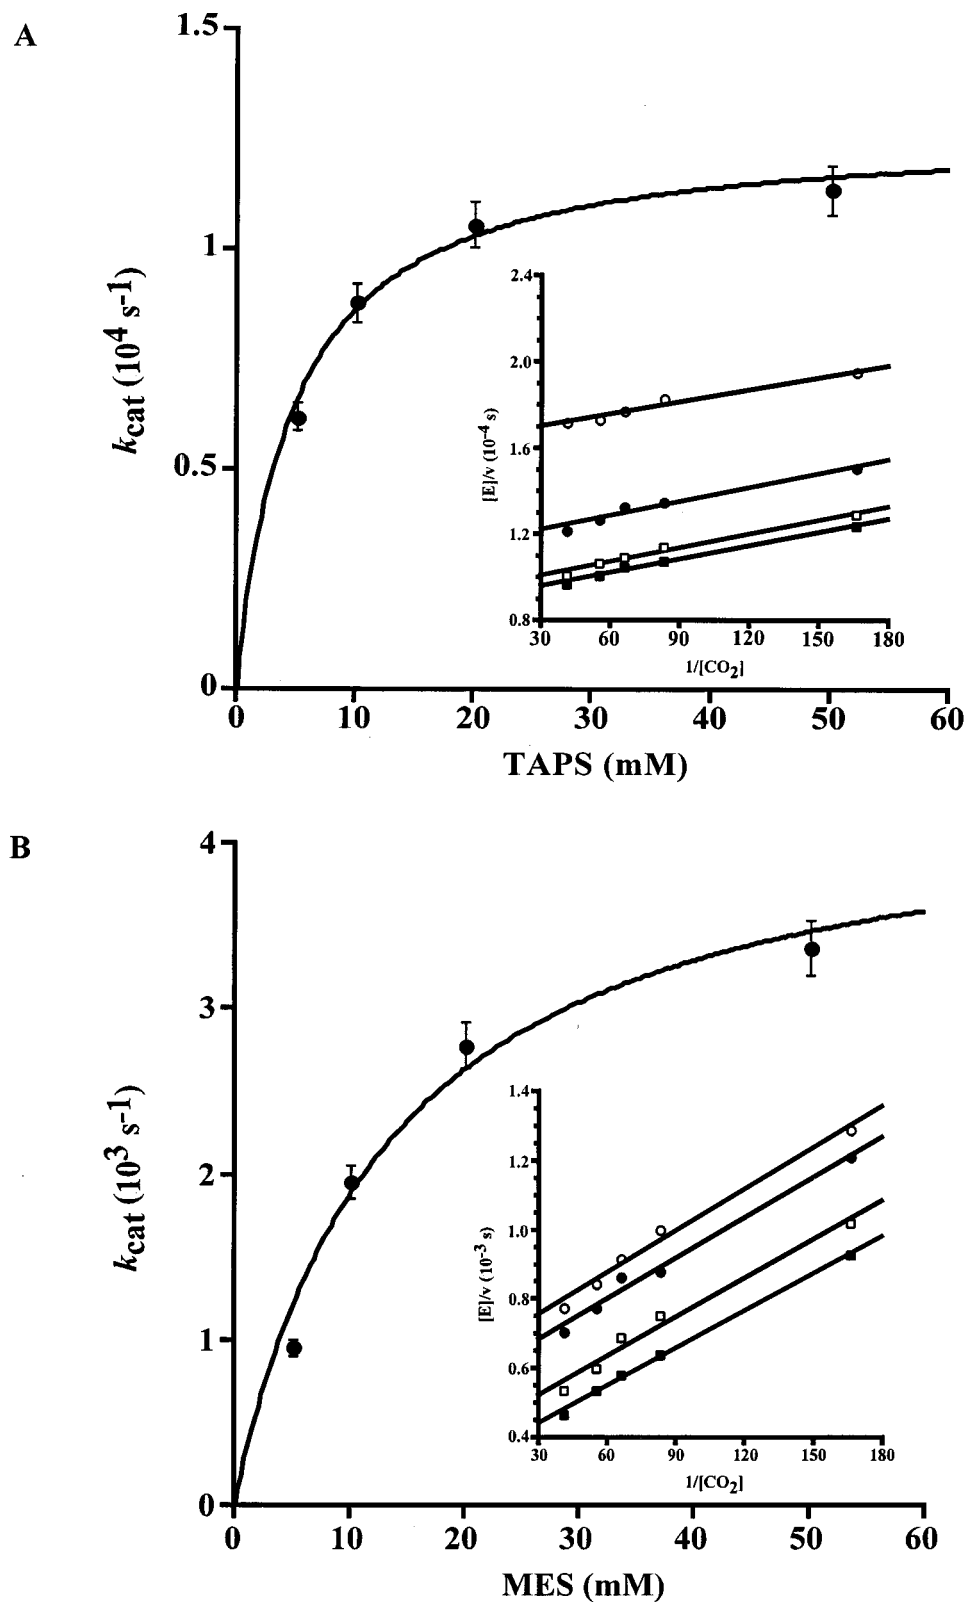 A
1.5
1
0.5
0
k cat (10^4 s^-1)
0 10 20 30 40 50 60
TAPS (mM)
2.4
2.0
1.6
1.2
0.8
[E]/v (10^-4 s)
30 60 90 120 150 180
1/[CO2]
B
4
3
2
1
0
k cat (10^3 s^-1)
0 10 20 30 40 50 60
MES (mM)
1.4
1.2
1.0
0.8
0.6
0.4
[E]/v (10^-3 s)
30 60 90 120 150 180
1/[CO2]